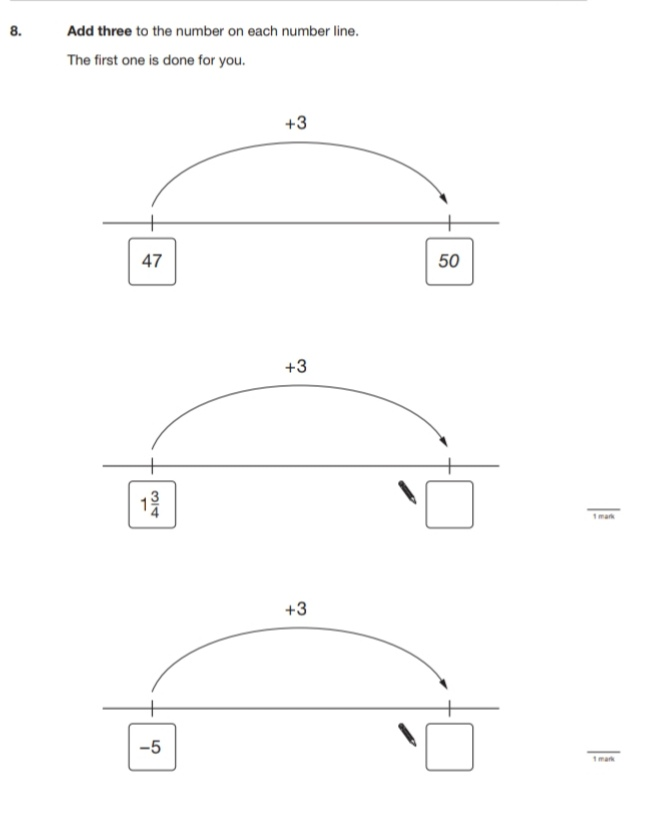 8. Add three to the number on each number line.
The first one is done for you.
+3
47 50
+3
1 3/4
1 mark
+3
−5
1 mark